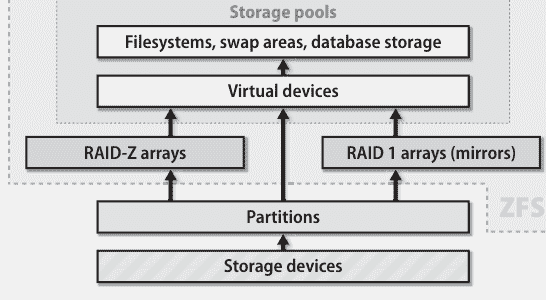 Storage pools
Filesystems, swap areas, database storage
Virtual devices
RAID-Z arrays
RAID 1 arrays (mirrors)
Partitions
ZFS
Storage devices